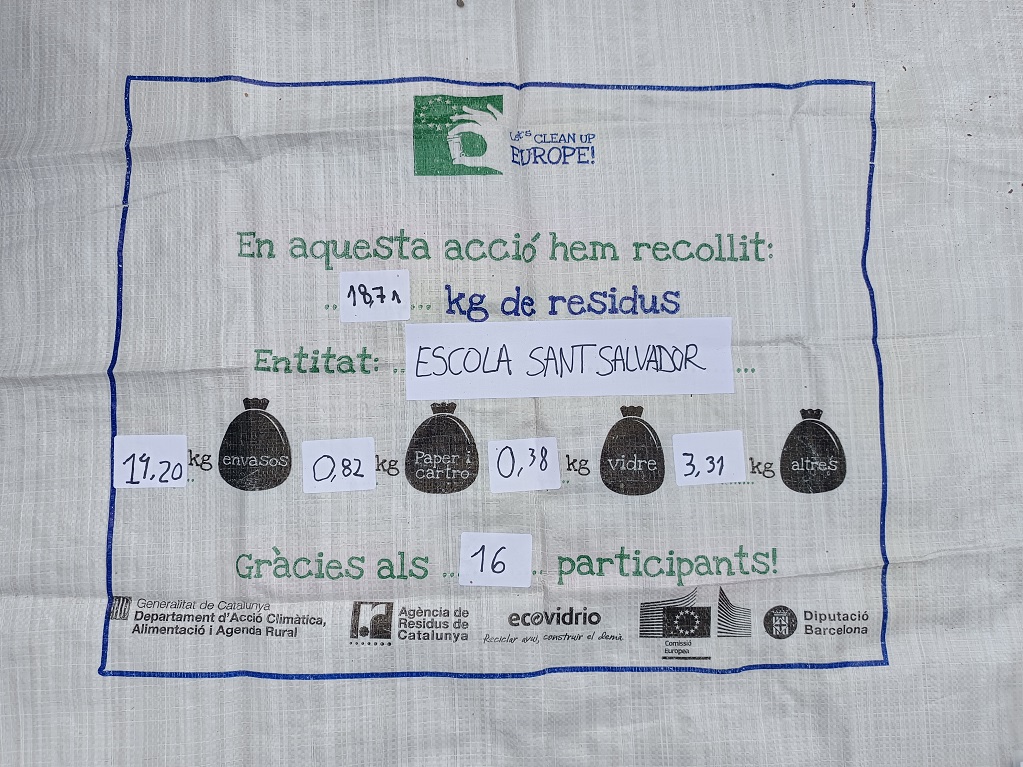 Let's CLEAN UP
EUROPE!
En aquesta acció hem recollit:
18,71 kg de residus
Entitat: ESCOLA SANT SALVADOR
14,20 kg envasos 0,82 kg Paper i cartro 0,38 kg vidre 3,31 kg altres
Gràcies als 16 participants!
Generalitat de Catalunya
Departament d'Acció Climàtica,
Alimentació i Agenda Rural
Agència de
Residus de
Catalunya
ecovidrio
Reciclar avui, construir el demà
Comissió
Europea
Diputació
Barcelona